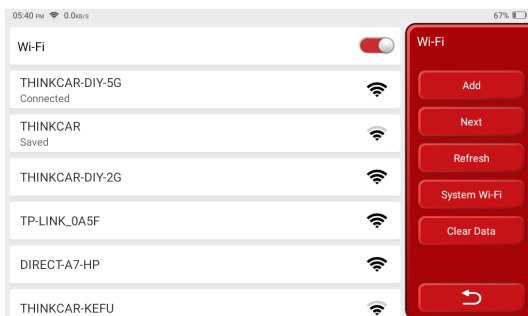 05:40 PM 0.0KB/S
67%
Wi-Fi
THINKCAR-DIY-5G
Connected
THINKCAR
Saved
THINKCAR-DIY-2G
TP-LINK_0A5F
DIRECT-A7-HP
THINKCAR-KEFU
Wi-Fi
Add
Next
Refresh
System Wi-Fi
Clear Data